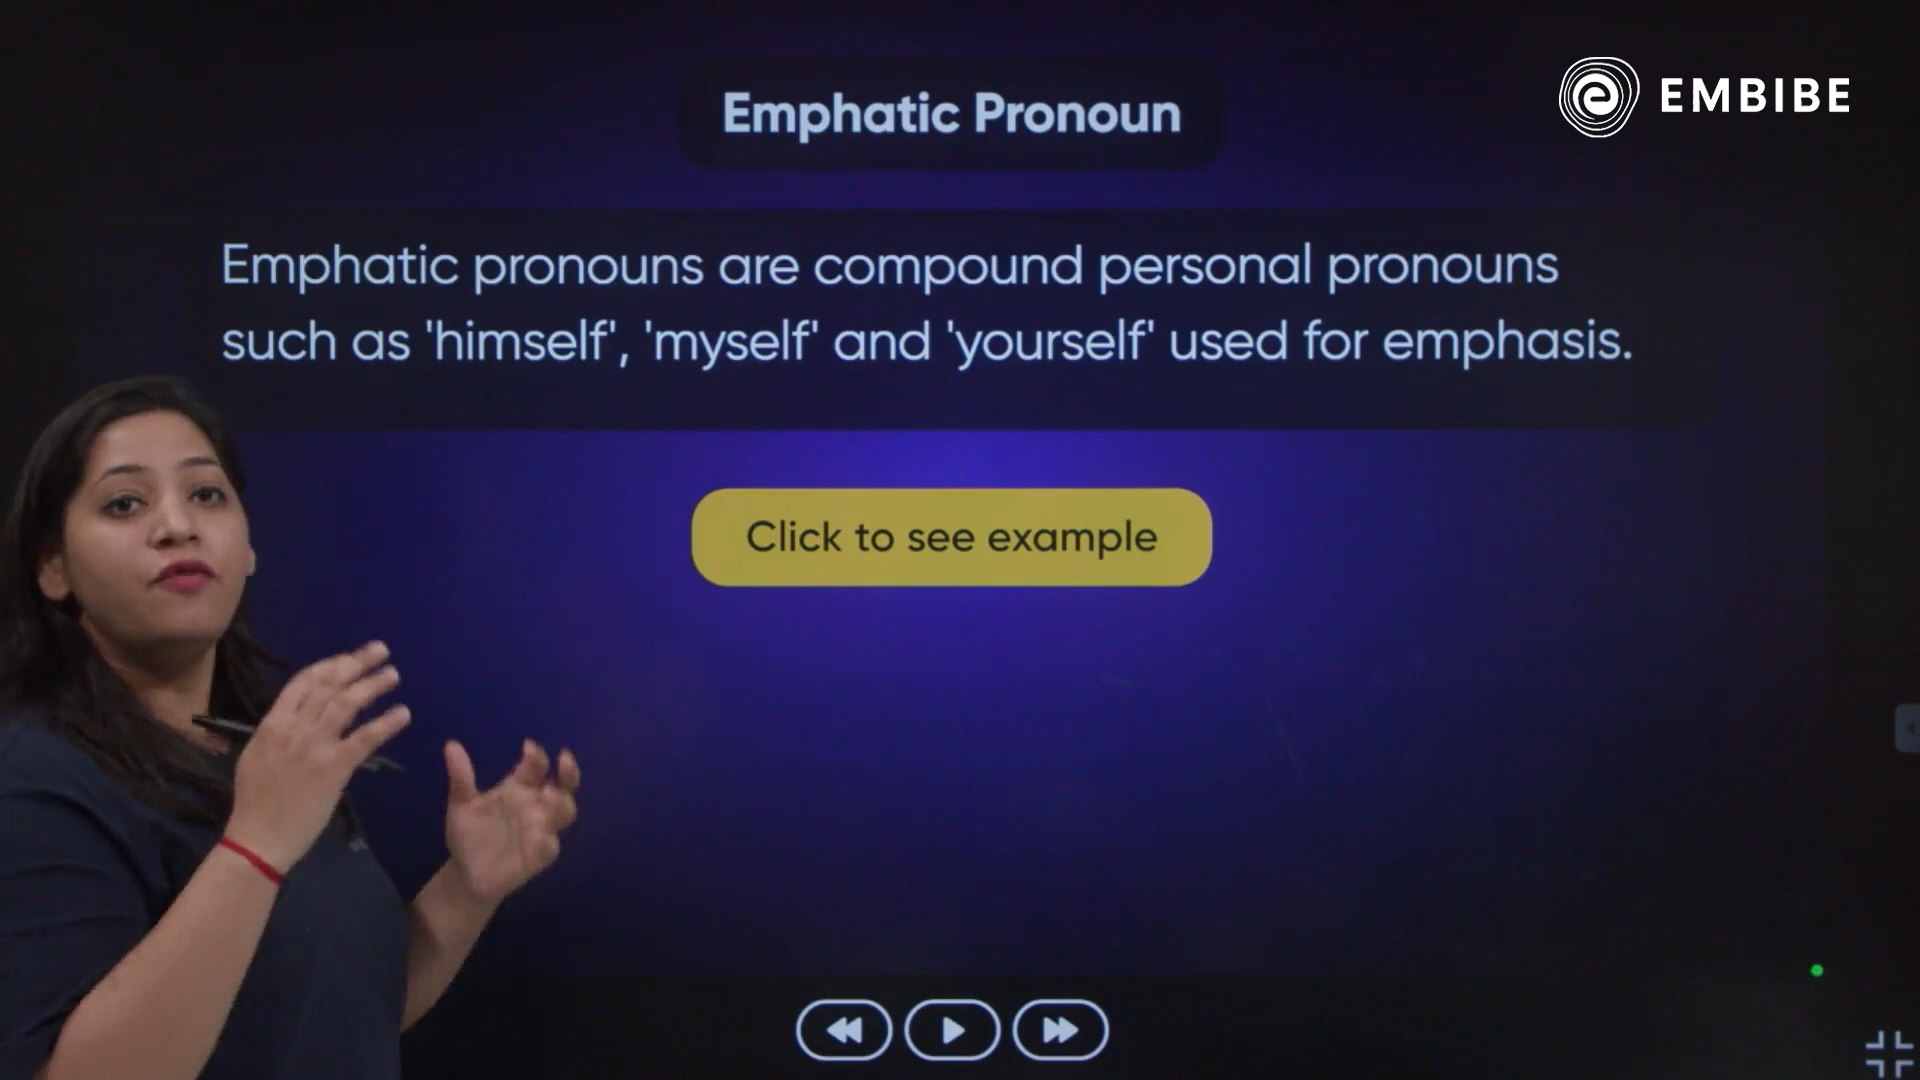 Emphatic Pronoun
EMBIBE
Emphatic pronouns are compound personal pronouns
such as 'himself', 'myself' and 'yourself' used for emphasis.
Click to see example